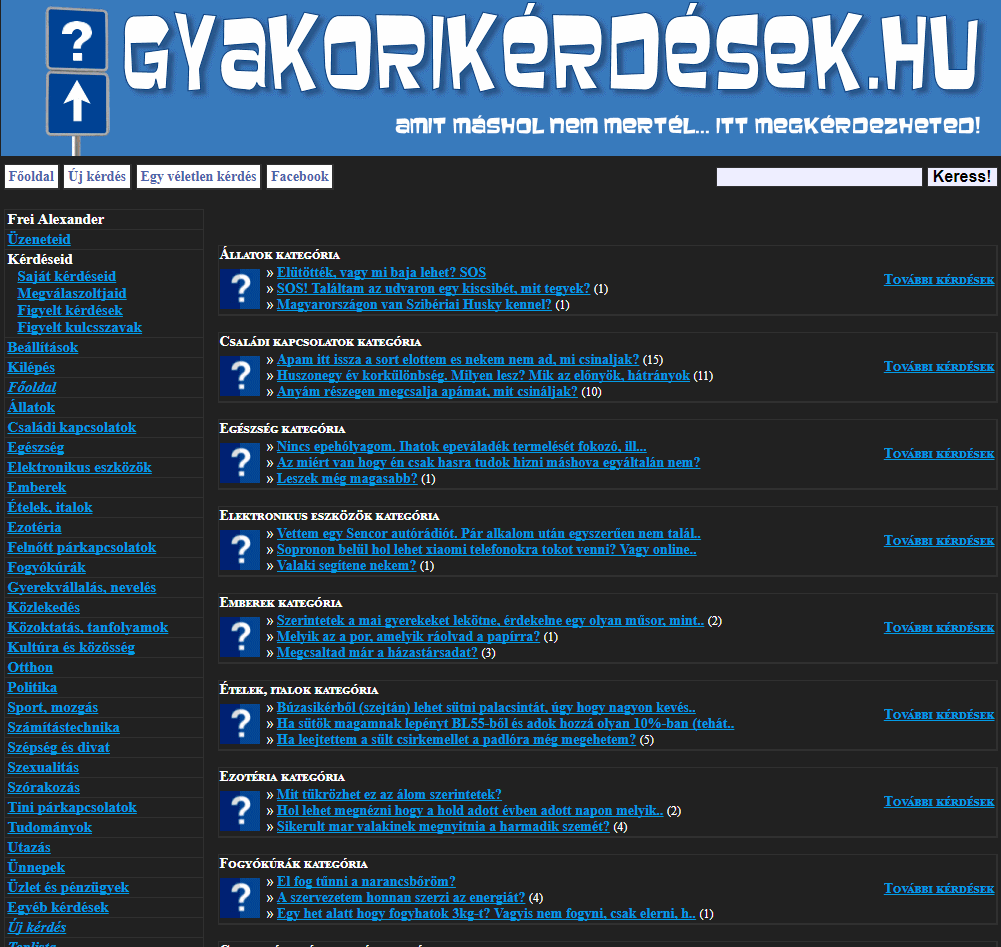 ?
GYAKORIKÉRDÉSEK.HU
AMIT MÁSHOL NEM MERTÉL... ITT MEGKÉRDEZHETED!
Főoldal Új kérdés Egy véletlen kérdés Facebook Keress!
Frei Alexander
Üzeneteid
Kérdéseid
Saját kérdéseid
Megválaszoltjaid
Figyelt kérdések
Figyelt kulcsszavak
Beállítások
Kilépés
Főoldal
Állatok
Családi kapcsolatok
Egészség
Elektronikus eszközök
Emberek
Ételek, italok
Ezotéria
Felnőtt párkapcsolatok
Fogyókúrák
Gyerekvállalás, nevelés
Közlekedés
Közoktatás, tanfolyamok
Kultúra és közösség
Otthon
Politika
Sport, mozgás
Számítástechnika
Szépség és divat
Szexualitás
Szórakozás
Tini párkapcsolatok
Tudományok
Utazás
Ünnepek
Üzlet és pénzügyek
Egyéb kérdések
Új kérdés
Állatok kategória
?
» Elütötték, vagy mi baja lehet? SOS
» SOS! Találtam az udvaron egy kiscsibét, mit tegyek? (1)
» Magyarországon van Szibériai Husky kennel? (1)
További kérdések
Családi kapcsolatok kategória
?
» Apam itt issza a sort elottem es nekem nem ad, mi csinaljak? (15)
» Huszonegy év korkülönbség. Milyen lesz? Mik az előnyök, hátrányok (11)
» Anyám részegen megcsalja apámat, mit csináljak? (10)
További kérdések
Egészség kategória
?
» Nincs epehólyagom. Ihatok epeváladék termelését fokozó, ill...
» Az miért van hogy én csak hasra tudok hizni máshova egyáltalán nem?
» Leszek még magasabb? (1)
További kérdések
Elektronikus eszközök kategória
?
» Vettem egy Sencor autórádiót. Pár alkalom után egyszerűen nem talál..
» Sopronon belül hol lehet xiaomi telefonokra tokot venni? Vagy online..
» Valaki segítene nekem? (1)
További kérdések
Emberek kategória
?
» Szerintetek a mai gyerekeket lekötne, érdekelne egy olyan műsor, mint.. (2)
» Melyik az a por, amelyik ráolvad a papírra? (1)
» Megcsaltad már a házastársadat? (3)
További kérdések
Ételek, italok kategória
?
» Búzasikérből (szejtán) lehet sütni palacsintát, úgy hogy nagyon kevés..
» Ha sütök magamnak lepényt BL55-ből és adok hozzá olyan 10%-ban (tehát..
» Ha leejtettem a sült csirkemellet a padlóra még megehetem? (5)
További kérdések
Ezotéria kategória
?
» Mit tükrözhet ez az álom szerintetek?
» Hol lehet megnézni hogy a hold adott évben adott napon melyik.. (2)
» Sikerult mar valakinek megnyitnia a harmadik szemét? (4)
További kérdések
Fogyókúrák kategória
?
» El fog tűnni a narancsbőröm?
» A szervezetem honnan szerzi az energiát? (4)
» Egy het alatt hogy fogyhatok 3kg-t? Vagyis nem fogyni, csak elerni, h.. (1)
További kérdések